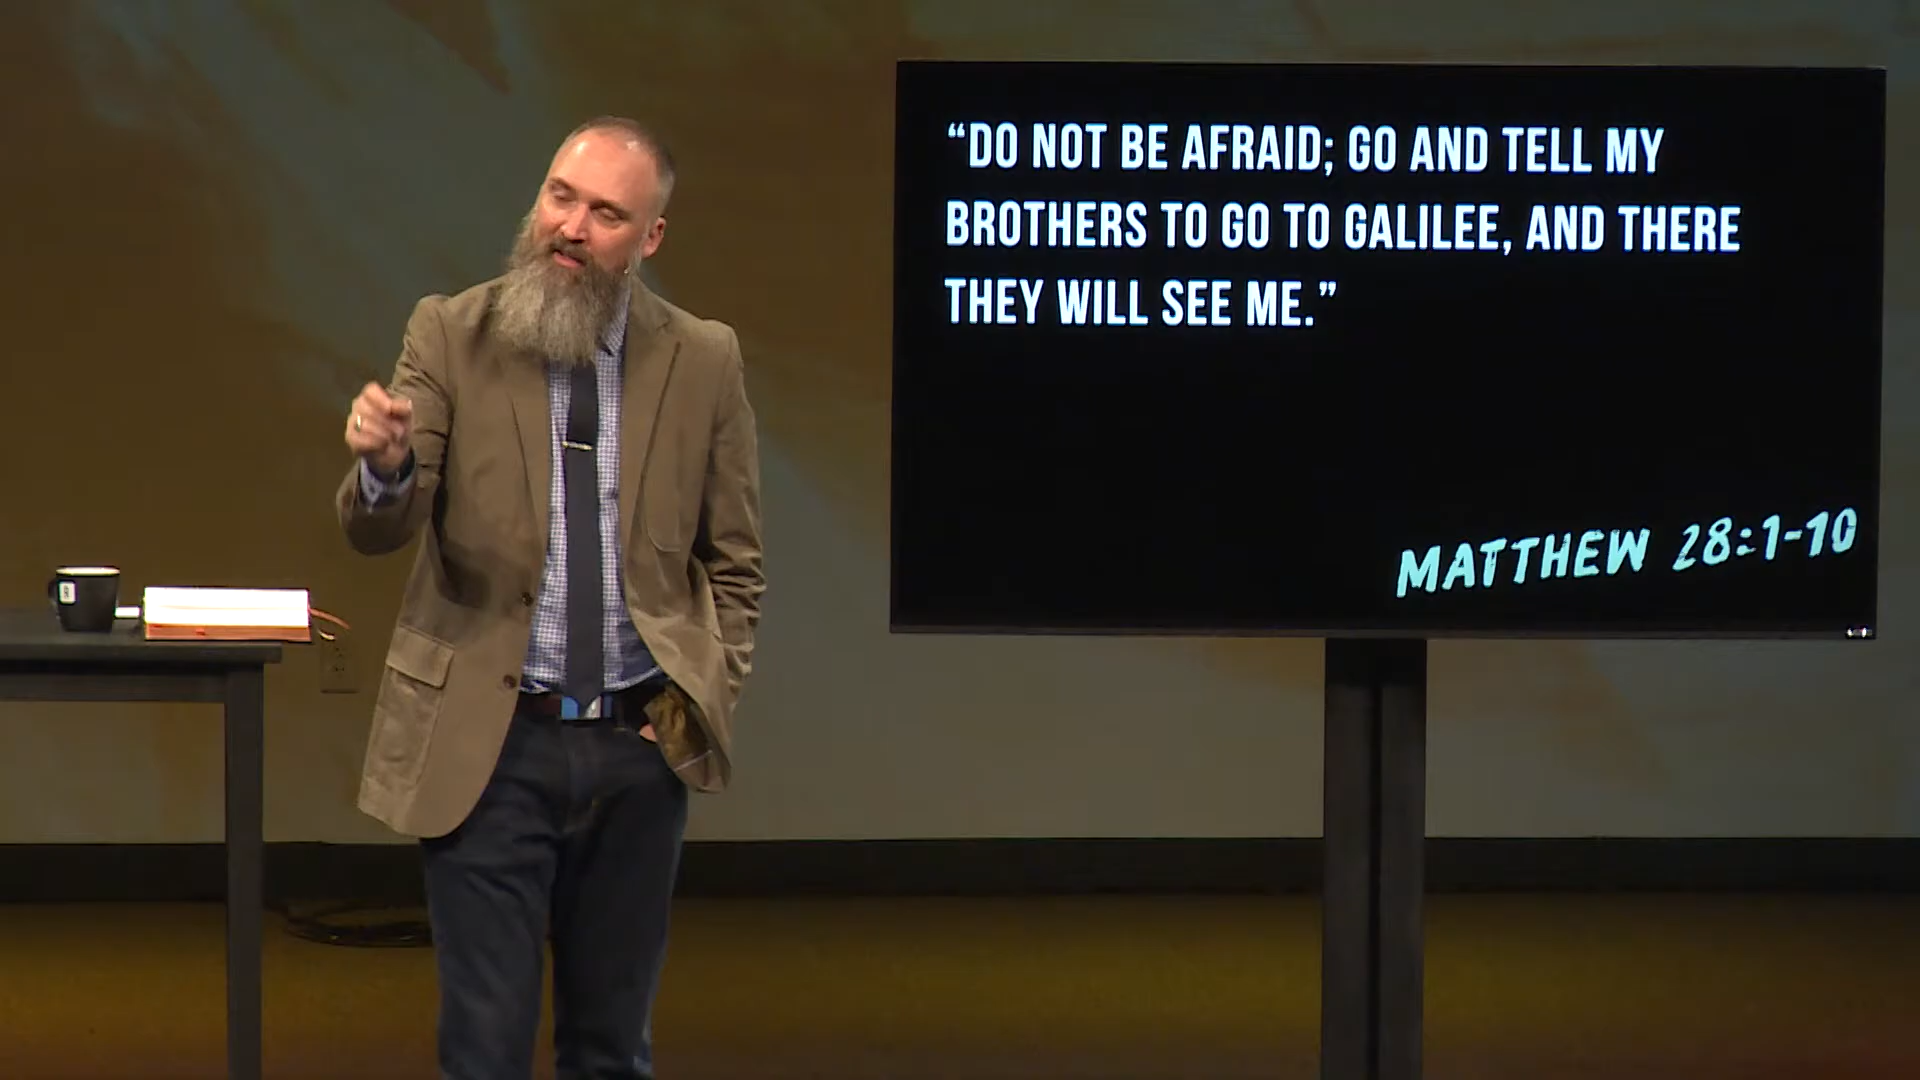 “DO NOT BE AFRAID; GO AND TELL MY
BROTHERS TO GO TO GALILEE, AND THERE
THEY WILL SEE ME.”
MATTHEW 28:1-10